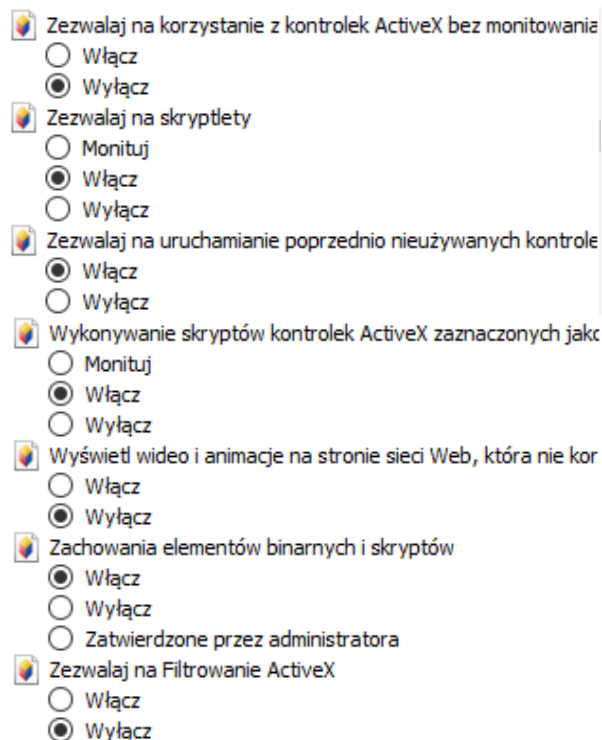 Zezwalaj na korzystanie z kontrolek ActiveX bez monitowania
Włącz
Wyłącz
Zezwalaj na skryptlety
Monituj
Włącz
Wyłącz
Zezwalaj na uruchamianie poprzednio nieużywanych kontrole
Włącz
Wyłącz
Wykonywanie skryptów kontrolek ActiveX zaznaczonych jako
Monituj
Włącz
Wyłącz
Wyświetl wideo i animacje na stronie sieci Web, która nie kor
Włącz
Wyłącz
Zachowania elementów binarnych i skryptów
Włącz
Wyłącz
Zatwierdzone przez administratora
Zezwalaj na Filtrowanie ActiveX
Włącz
Wyłącz